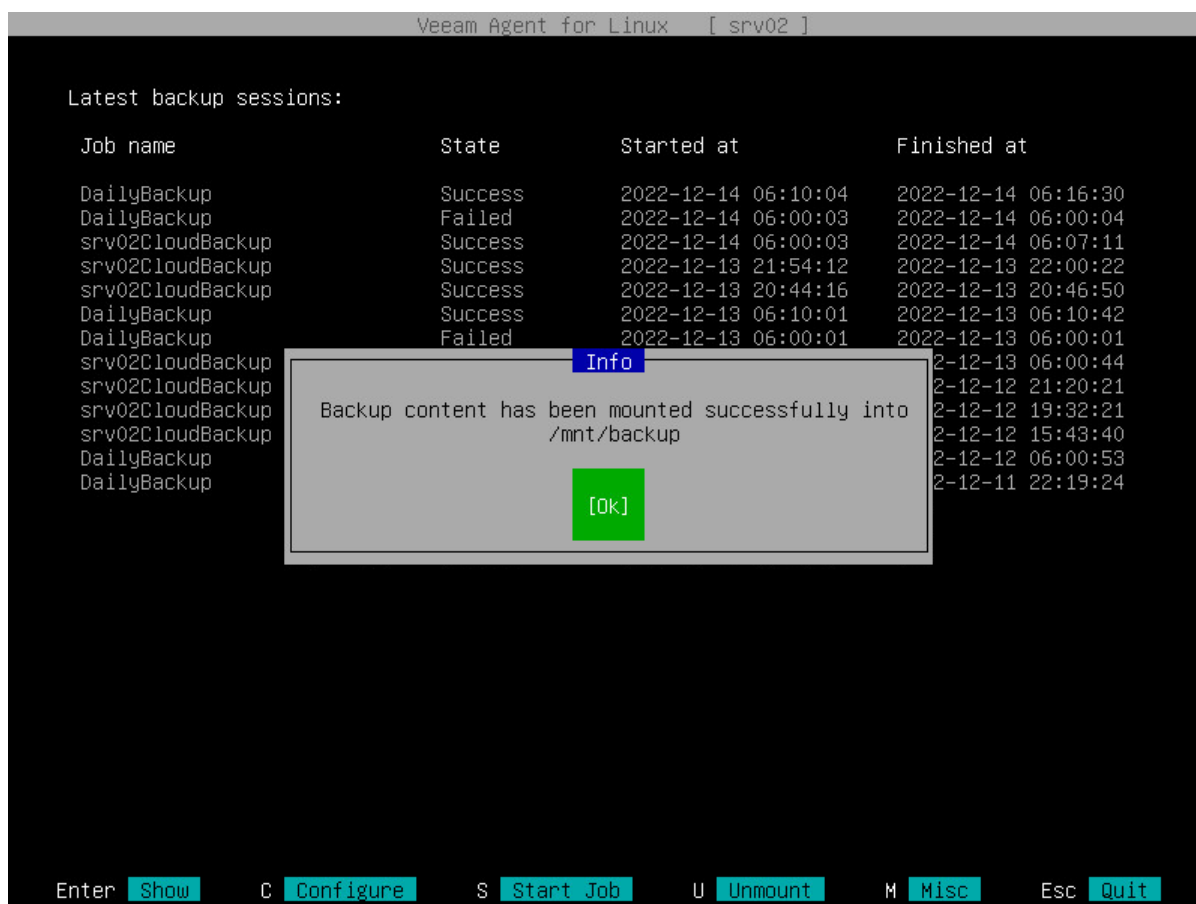 Veeam Agent for Linux [ srv02 ]
Latest backup sessions:
Job name State Started at Finished at
DailyBackup Success 2022-12-14 06:10:04 2022-12-14 06:16:30
DailyBackup Failed 2022-12-14 06:00:03 2022-12-14 06:00:04
srv02CloudBackup Success 2022-12-14 06:00:03 2022-12-14 06:07:11
srv02CloudBackup Success 2022-12-13 21:54:12 2022-12-13 22:00:22
srv02CloudBackup Success 2022-12-13 20:44:16 2022-12-13 20:46:50
DailyBackup Success 2022-12-13 06:10:01 2022-12-13 06:10:42
DailyBackup Failed 2022-12-13 06:00:01 2022-12-13 06:00:01
srv02CloudBackup Info 2-12-13 06:00:44
srv02CloudBackup 2-12-12 21:20:21
srv02CloudBackup Backup content has been mounted successfully into 2-12-12 19:32:21
srv02CloudBackup /mnt/backup 2-12-12 15:43:40
DailyBackup 2-12-12 06:00:53
DailyBackup 2-12-11 22:19:24
[Ok]
Enter Show C Configure S Start Job U Unmount M Misc Esc Quit